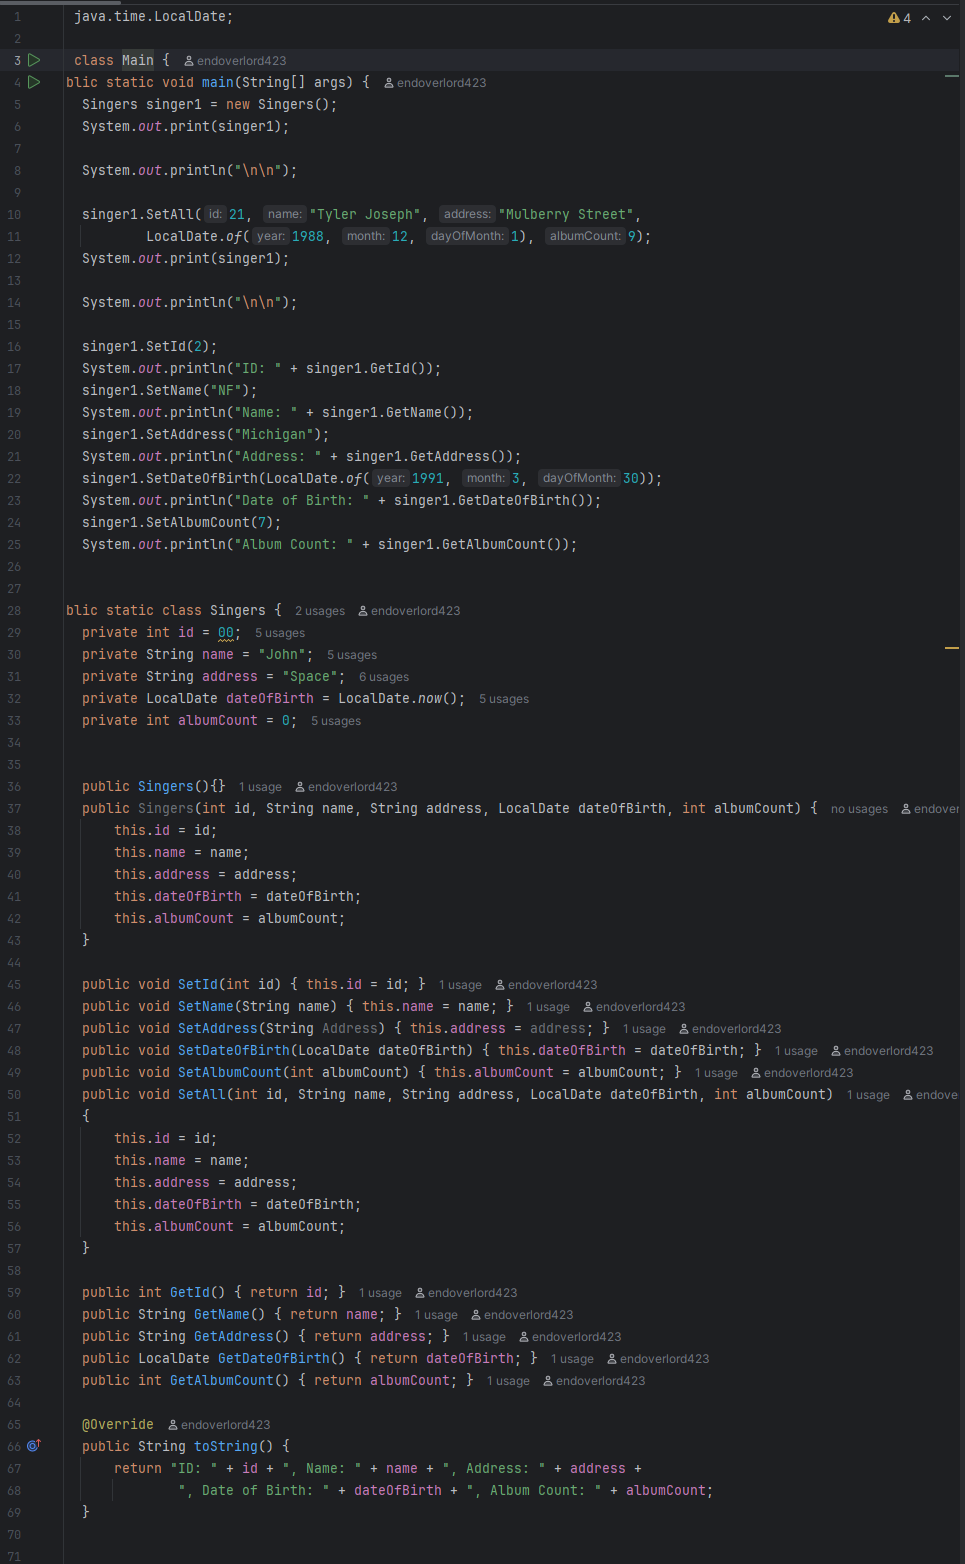 1 java.time.LocalDate; 4
2
3 class Main { endoverlord423
4 blic static void main(String[] args) { endoverlord423
5 Singers singer1 = new Singers();
6 System.out.print(singer1);
7
8 System.out.println("\n\n");
9
10 singer1.SetAll( id: 21, name: "Tyler Joseph", address: "Mulberry Street",
11 LocalDate.of( year: 1988, month: 12, dayOfMonth: 1), albumCount: 9);
12 System.out.print(singer1);
13
14 System.out.println("\n\n");
15
16 singer1.SetId(2);
17 System.out.println("ID: " + singer1.GetId());
18 singer1.SetName("NF");
19 System.out.println("Name: " + singer1.GetName());
20 singer1.SetAddress("Michigan");
21 System.out.println("Address: " + singer1.GetAddress());
22 singer1.SetDateOfBirth(LocalDate.of( year: 1991, month: 3, dayOfMonth: 30));
23 System.out.println("Date of Birth: " + singer1.GetDateOfBirth());
24 singer1.SetAlbumCount(7);
25 System.out.println("Album Count: " + singer1.GetAlbumCount());
26
27
28 blic static class Singers { 2 usages endoverlord423
29 private int id = 00; 5 usages
30 private String name = "John"; 5 usages
31 private String address = "Space"; 6 usages
32 private LocalDate dateOfBirth = LocalDate.now(); 5 usages
33 private int albumCount = 0; 5 usages
34
35
36 public Singers(){} 1 usage endoverlord423
37 public Singers(int id, String name, String address, LocalDate dateOfBirth, int albumCount) { no usages endover
38 this.id = id;
39 this.name = name;
40 this.address = address;
41 this.dateOfBirth = dateOfBirth;
42 this.albumCount = albumCount;
43 }
44
45 public void SetId(int id) { this.id = id; } 1 usage endoverlord423
46 public void SetName(String name) { this.name = name; } 1 usage endoverlord423
47 public void SetAddress(String Address) { this.address = address; } 1 usage endoverlord423
48 public void SetDateOfBirth(LocalDate dateOfBirth) { this.dateOfBirth = dateOfBirth; } 1 usage endoverlord423
49 public void SetAlbumCount(int albumCount) { this.albumCount = albumCount; } 1 usage endoverlord423
50 public void SetAll(int id, String name, String address, LocalDate dateOfBirth, int albumCount) 1 usage endove
51 {
52 this.id = id;
53 this.name = name;
54 this.address = address;
55 this.dateOfBirth = dateOfBirth;
56 this.albumCount = albumCount;
57 }
58
59 public int GetId() { return id; } 1 usage endoverlord423
60 public String GetName() { return name; } 1 usage endoverlord423
61 public String GetAddress() { return address; } 1 usage endoverlord423
62 public LocalDate GetDateOfBirth() { return dateOfBirth; } 1 usage endoverlord423
63 public int GetAlbumCount() { return albumCount; } 1 usage endoverlord423
64
65 @Override endoverlord423
66 public String toString() {
67 return "ID: " + id + ", Name: " + name + ", Address: " + address +
68 ", Date of Birth: " + dateOfBirth + ", Album Count: " + albumCount;
69 }
70
71